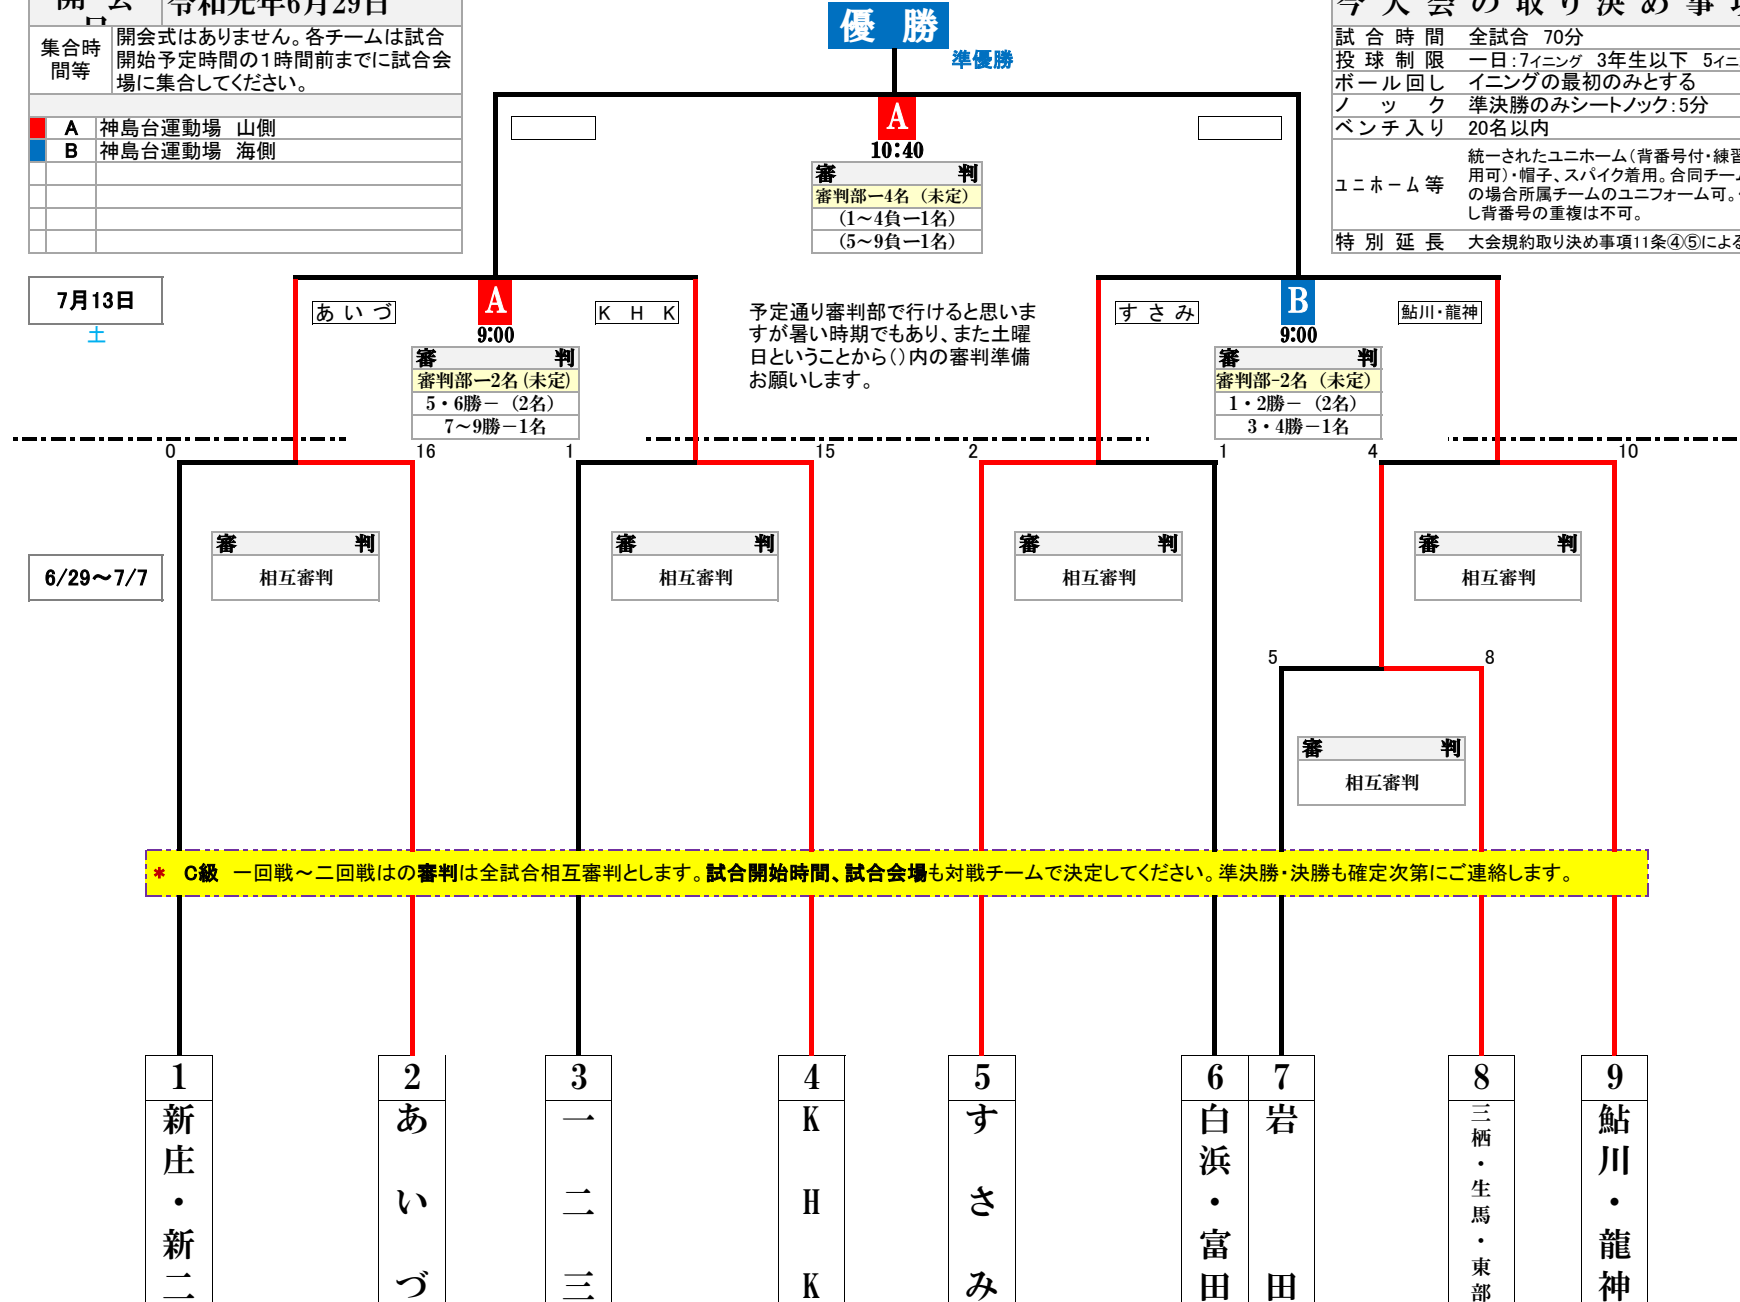 開 会 日 令和元年6月29日
集合時間等
開会式はありません。各チームは試合
開始予定時間の1時間前までに試合会
場に集合してください。
A 神島台運動場 山側
B 神島台運動場 海側
優 勝
準優勝
今 大 会 の 取 り 決 め 事
試 合 時 間 全試合 70分
投 球 制 限 一日:7イニング 3年生以下 5イニ
ボール回し イニングの最初のみとする
ノ ッ ク 準決勝のみシートノック:5分
ベンチ入り 20名以内
ユニホーム等
統一されたユニホーム(背番号付・練習
用可)・帽子、スパイク着用。合同チーム
の場合所属チームのユニフォーム可。
し背番号の重複は不可。
特 別 延 長 大会規約取り決め事項11条④⑤による
A
10:40
審 判
審判部ー4名(未定)
(1~4負ー1名)
(5~9負ー1名)
7月13日
土
あ い づ
A
9:00
K H K
審 判
審判部ー2名(未定)
5・6勝ー(2名)
7~9勝ー1名
予定通り審判部で行けると思いま
すが暑い時期でもあり、また土曜
日ということから()内の審判準備
お願いします。
す さ み
B
9:00
鮎川・龍神
審 判
審判部-2名(未定)
1・2勝ー(2名)
3・4勝ー1名
0 16 1 15 2 1 4 10
6/29~7/7
審 判
相互審判
審 判
相互審判
審 判
相互審判
審 判
相互審判
5 8
審 判
相互審判
* C級 一回戦~二回戦はの審判は全試合相互審判とします。試合開始時間、試合会場も対戦チームで決定してください。準決勝・決勝も確定次第にご連絡します。
1 新庄・新二
2 あいづ
3 一二三
4 KHK
5 すさみ
6 白浜・富田
7 岩田
8 三栖・生馬・東部
9 鮎川・龍神